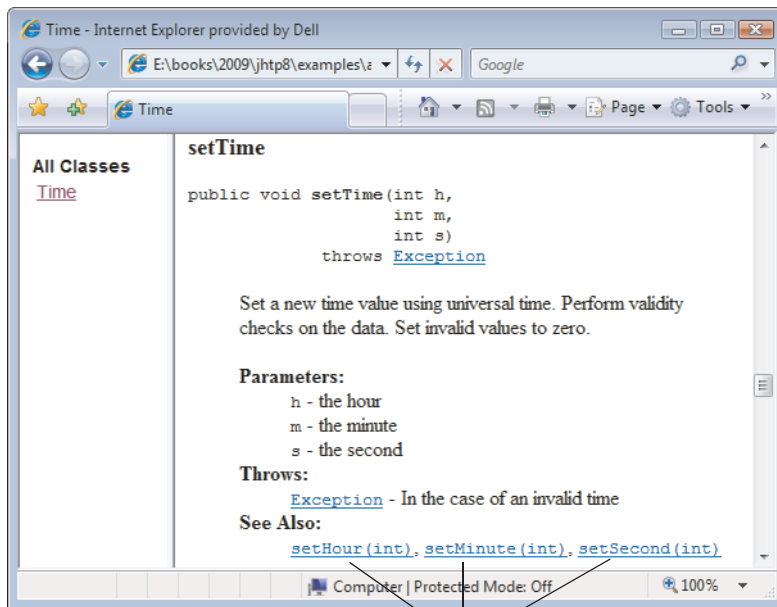 Time - Internet Explorer provided by Dell
E:\books\2009\jhtp8\examples\a
Google
Time
Page
Tools
All Classes
Time
setTime
public void setTime(int h,
int m,
int s)
throws Exception
Set a new time value using universal time. Perform validity
checks on the data. Set invalid values to zero.
Parameters:
h - the hour
m - the minute
s - the second
Throws:
Exception - In the case of an invalid time
See Also:
setHour(int), setMinute(int), setSecond(int)
Computer | Protected Mode: Off
100%